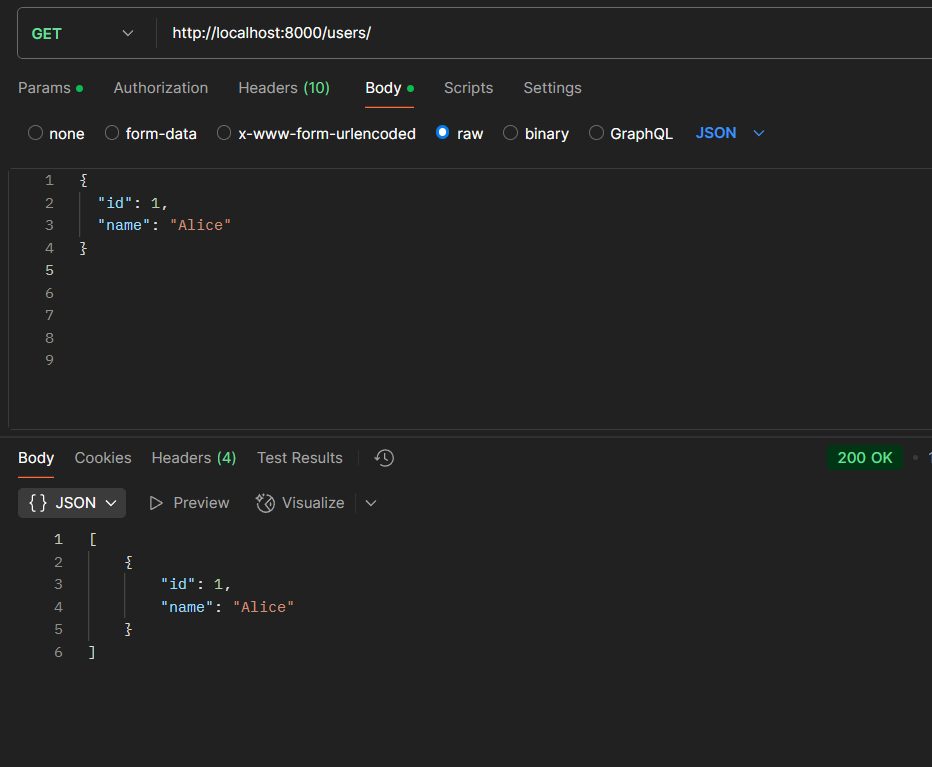 GET http://localhost:8000/users/
Params Authorization Headers (10) Body Scripts Settings
none form-data x-www-form-urlencoded raw binary GraphQL JSON
1 {
2 "id": 1,
3 "name": "Alice"
4 }
5
6
7
8
9
Body Cookies Headers (4) Test Results 200 OK
{} JSON Preview Visualize
1 [
2 {
3 "id": 1,
4 "name": "Alice"
5 }
6 ]